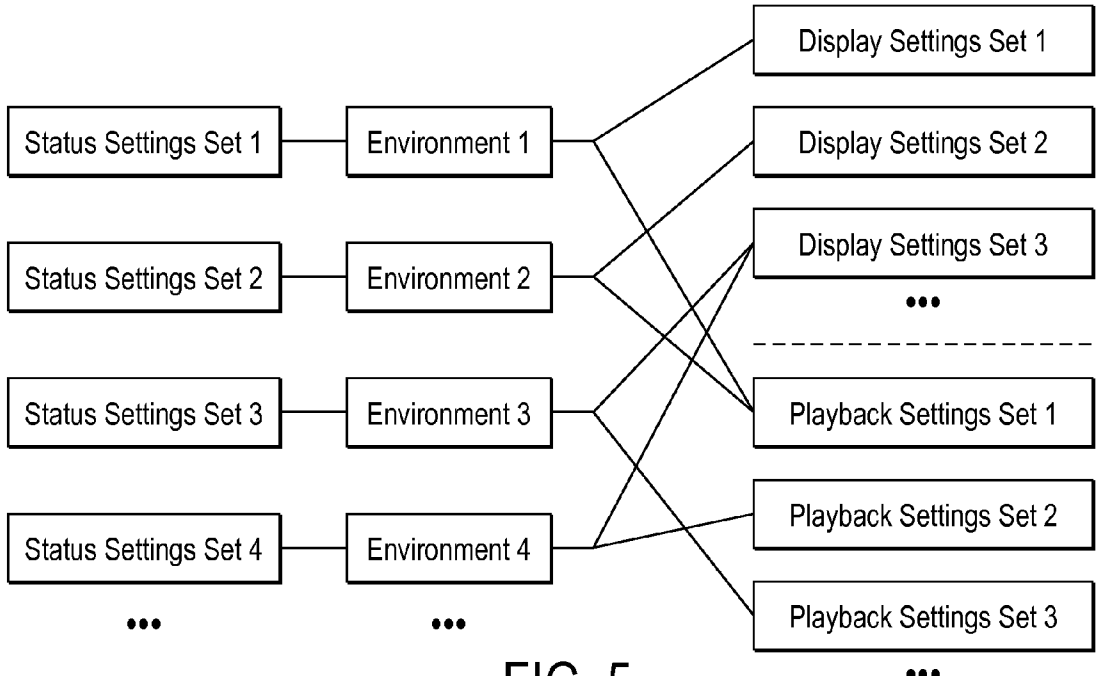 Display Settings Set 1
Status Settings Set 1
Environment 1
Display Settings Set 2
Status Settings Set 2
Environment 2
Display Settings Set 3
•••
Status Settings Set 3
Environment 3
Playback Settings Set 1
Status Settings Set 4
Environment 4
Playback Settings Set 2
•••
•••
Playback Settings Set 3
•••
FIG. 5